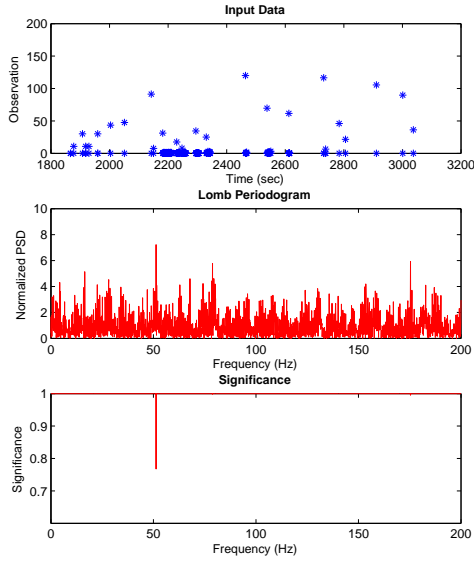 Input Data
200
150
100
50
0
Observation
1800 2000 2200 2400 2600 2800 3000 3200
Time (sec)
Lomb Periodogram
10
8
6
4
2
0
Normalized PSD
0 50 100 150 200
Frequency (Hz)
Significance
1
0.9
0.8
0.7
Significance
0 50 100 150 200
Frequency (Hz)